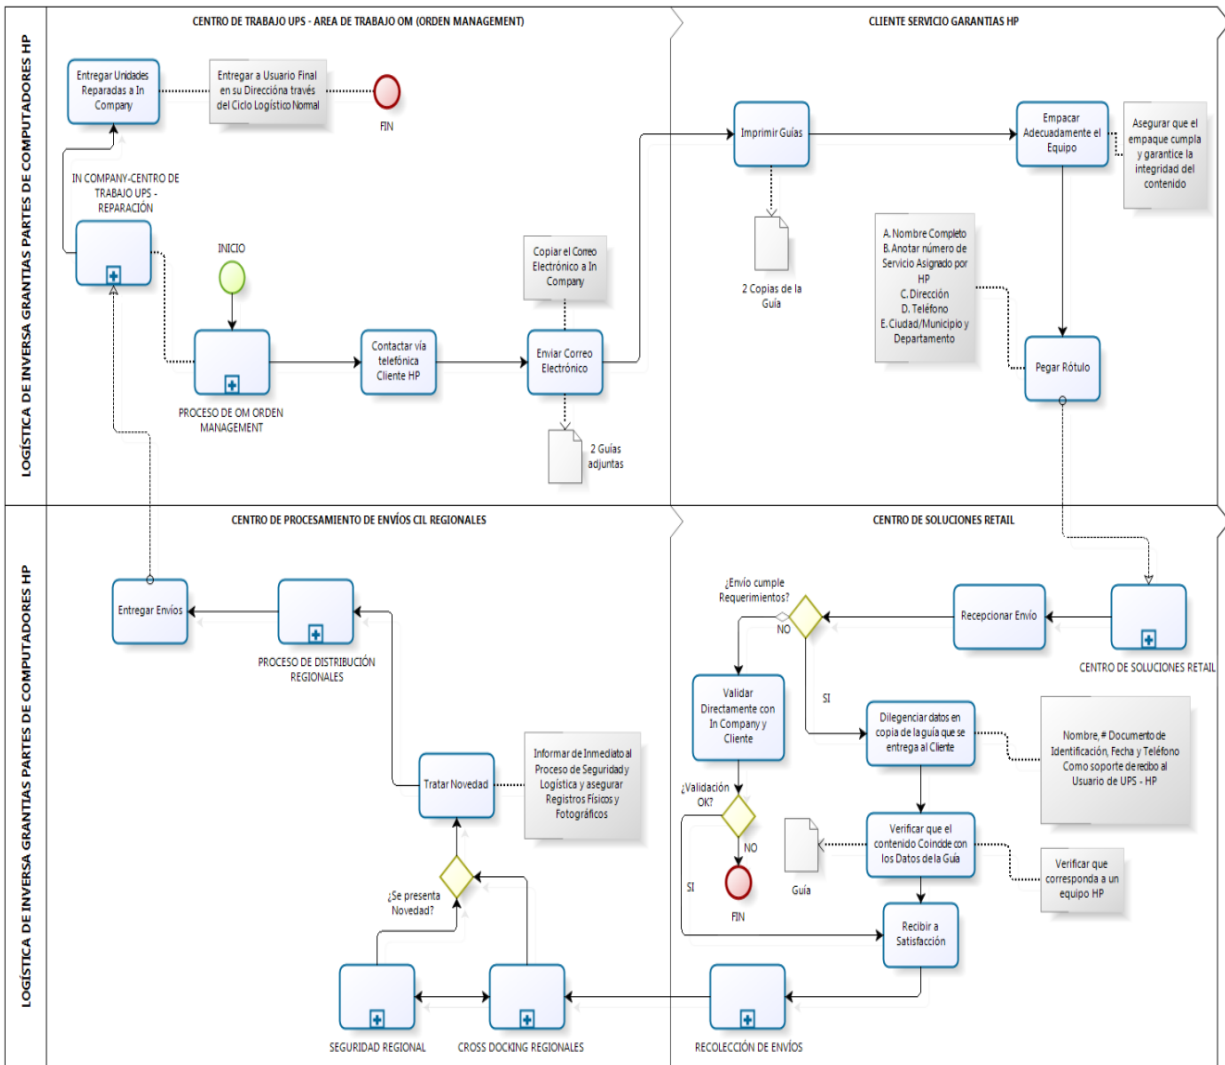 LOGÍSTICA DE INVERSA GRANTIAS PARTES DE COMPUTADORES HP
CENTRO DE TRABAJO UPS - AREA DE TRABAJO OM (ORDEN MANAGEMENT)
Entregar Unidades
Reparadas a In
Company
Entregar a Usuario Final
en su Direccióna través
del Ciclo Logístico Normal
FIN
IN COMPANY-CENTRO DE
TRABAJO UPS -
REPARACIÓN
INICIO
PROCESO DE OM ORDEN
MANAGEMENT
Contactar vía
telefónica
Cliente HP
Copiar el Correo
Electrónico a In
Company
Enviar Correo
Electrónico
2 Guías
adjuntas
CLIENTE SERVICIO GARANTIAS HP
Imprimir Guías
2 Copias de la
Guía
Empacar
Adecuadamente el
Equipo
Asegurar que el
empaque cumpla
y garantice la
integridad del
contenido
A. Nombre Completo
B. Anotar número de
Servicio Asignado por
HP
C. Dirección
D. Teléfono
E. Ciudad/Municipio y
Departamento
Pegar Rótulo
LOGÍSTICA DE INVERSA GRANTIAS PARTES DE COMPUTADORES HP
CENTRO DE PROCESAMIENTO DE ENVÍOS CIL REGIONALES
Entregar Envíos
PROCESO DE DISTRIBUCIÓN
REGIONALES
Tratar Novedad
Informar de Inmediato al
Proceso de Seguridad y
Logística y asegurar
Registros Físicos y
Fotográficos
¿Se presenta
Novedad?
SEGURIDAD REGIONAL
CROSS DOCKING REGIONALES
CENTRO DE SOLUCIONES RETAIL
¿Envío cumple
Requerimientos?
NO
SI
Recepcionar Envío
CENTRO DE SOLUCIONES RETAIL
Validar
Directamente con
In Company y
Cliente
Dilegenciar datos en
copia de la guía que se
entrega al Cliente
Nombre, # Documento de
Identificación, Fecha y Teléfono
Como soporte de recibo al
Usuario de UPS - HP
¿Validación
OK?
NO
SI
FIN
Guía
Verificar que el
contenido Coincide con
los Datos de la Guía
Verificar que
corresponda a un
equipo HP
Recibir a
Satisfacción
RECOLECCIÓN DE ENVÍOS